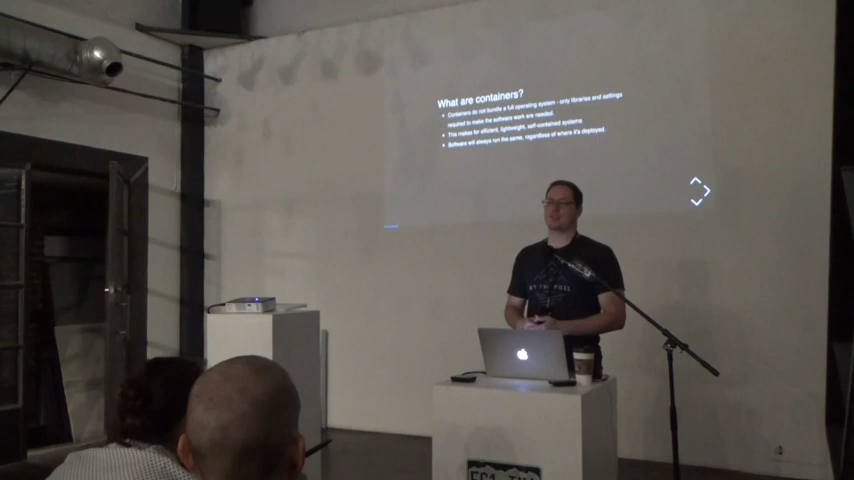 What are containers?
Containers do not bundle a full operating system - only libraries and settings
required to make the software work are needed.
This makes for efficient, lightweight, self-contained systems
Software will always run the same, regardless of where it's deployed.